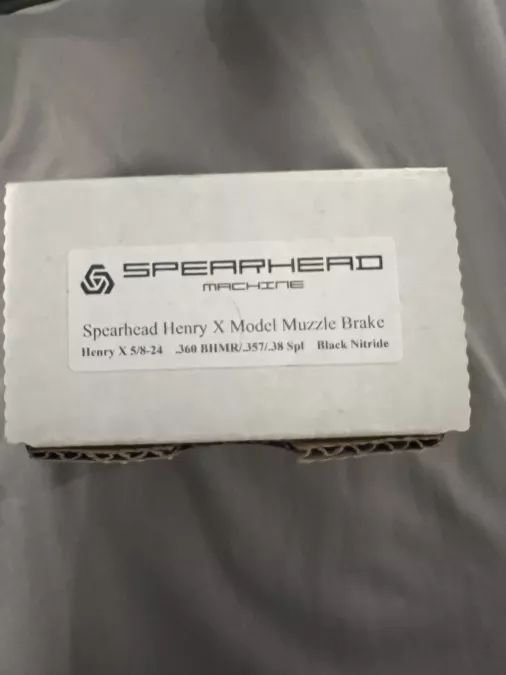 SPEARHEAD
MACHINE
Spearhead Henry X Model Muzzle Brake
Henry X 5/8-24 .360 BHMR/.357/.38 Spl Black Nitride